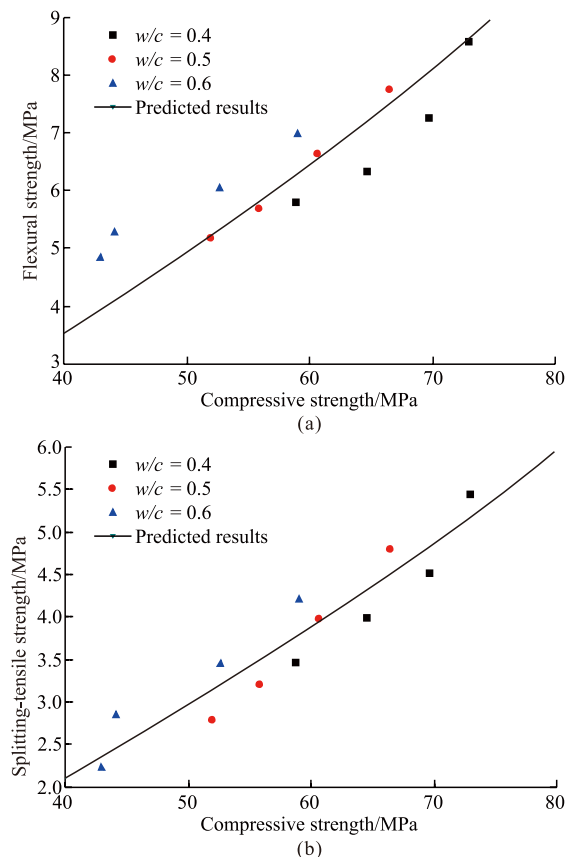 9
8
7
6
5
4
3
Flexural strength/MPa
w/c = 0.4
w/c = 0.5
w/c = 0.6
Predicted results
40 50 60 70 80
Compressive strength/MPa
(a)
6.0
5.5
5.0
4.5
4.0
3.5
3.0
2.5
2.0
Splitting-tensile strength/MPa
w/c = 0.4
w/c = 0.5
w/c = 0.6
Predicted results
40 50 60 70 80
Compressive strength/MPa
(b)